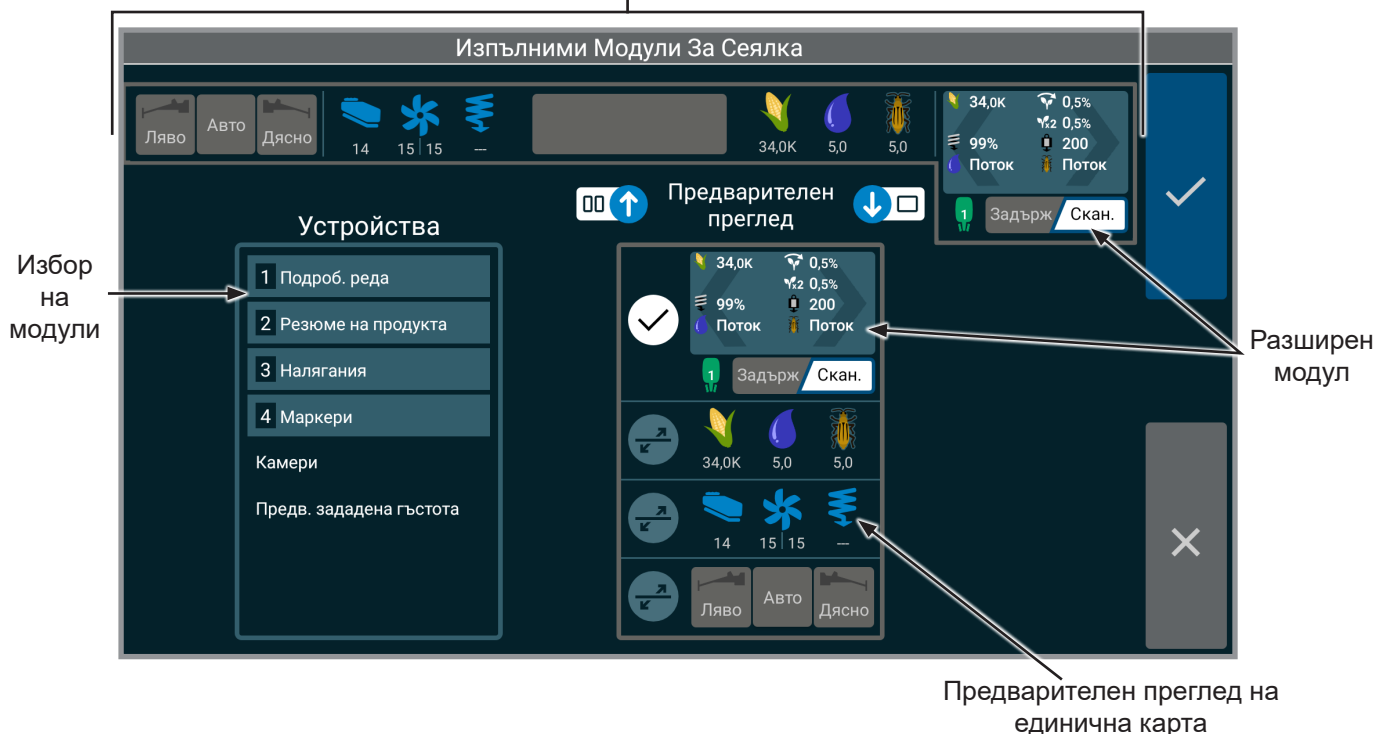 Изпълними Модули За Сеялка
Ляво Авто Дясно
14 15 15 ---
34,0K 5,0 5,0
34,0K 0,5%
x2 0,5%
99% 200
Поток Поток
1 Задърж Скан.
Предварителен
преглед
Устройства
1 Подроб. реда
2 Резюме на продукта
3 Налягания
4 Маркери
Камери
Предв. зададена гъстота
34,0K 0,5%
x2 0,5%
99% 200
Поток Поток
1 Задърж Скан.
34,0K 5,0 5,0
14 15 15 ---
Ляво Авто Дясно
Избор
на
модули
Разширен
модул
Предварителен преглед на
единична карта